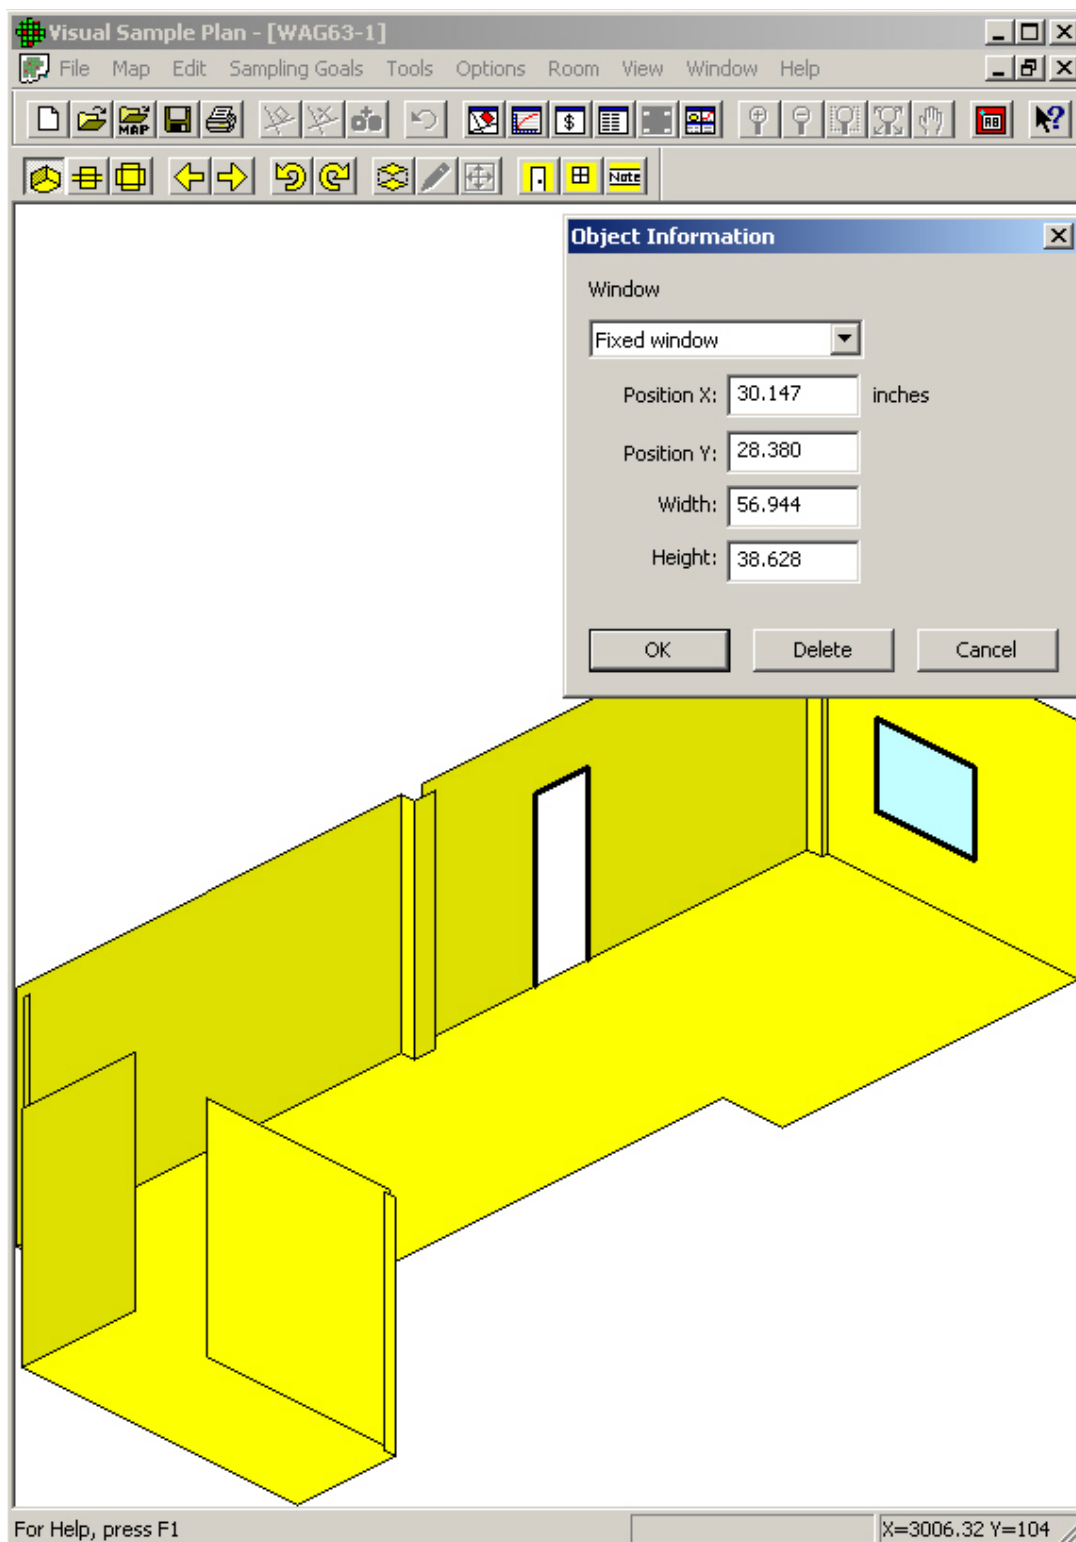 Visual Sample Plan - [WAG63-1]
File Map Edit Sampling Goals Tools Options Room View Window Help
MAP $ AB ?
Note
Object Information
Window
Fixed window
Position X: 30.147 inches
Position Y: 28.380
Width: 56.944
Height: 38.628
OK Delete Cancel
For Help, press F1 X=3006.32 Y=104